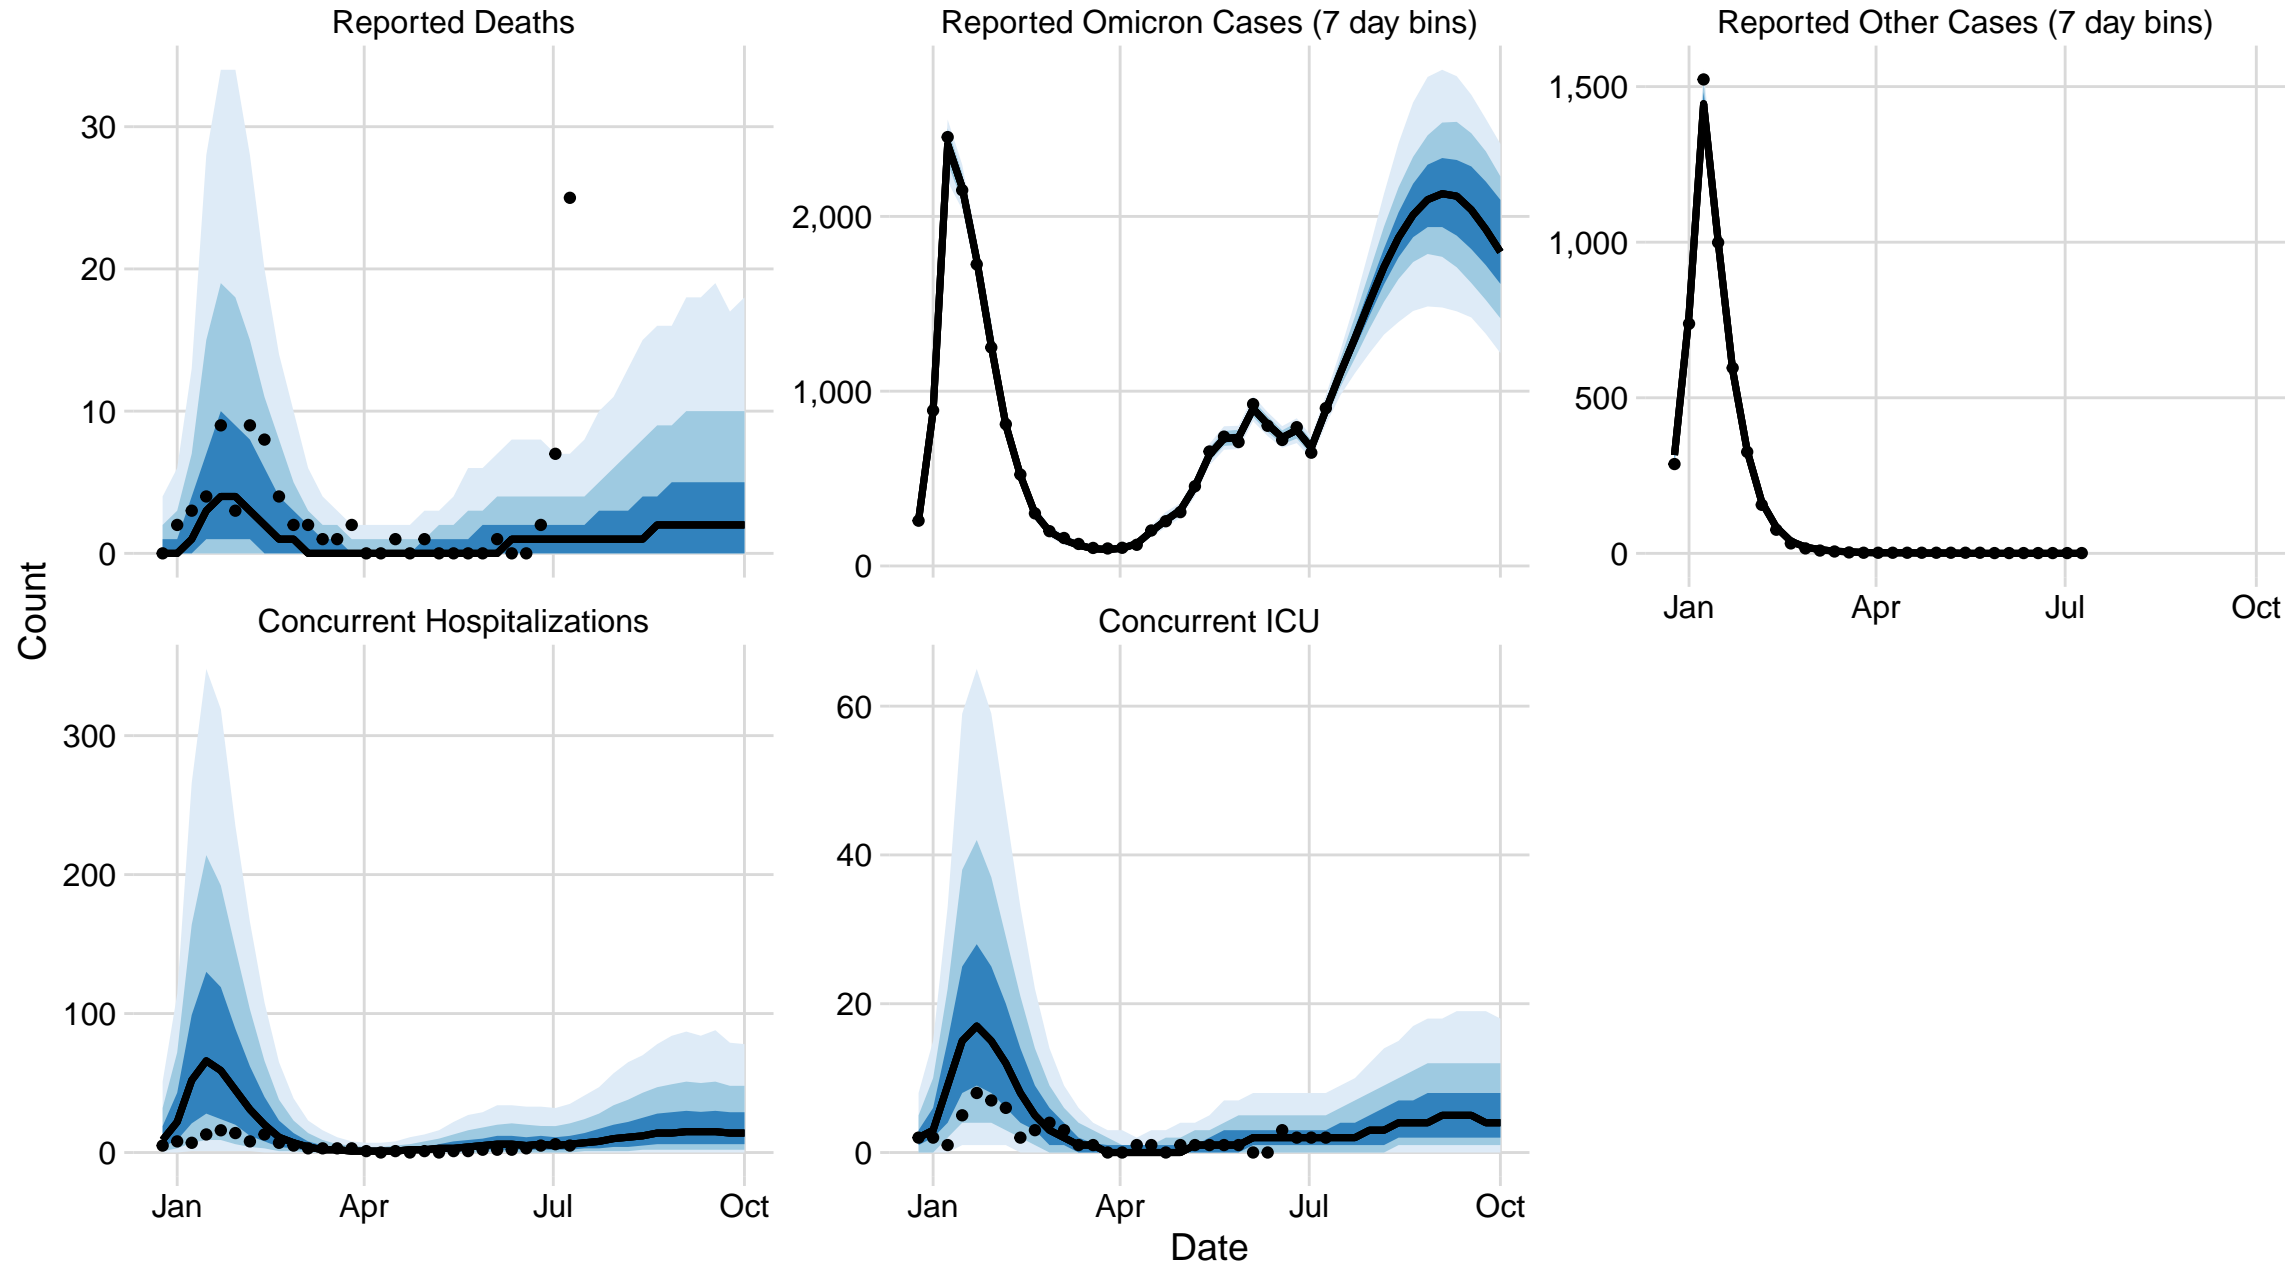 Reported Deaths
Reported Omicron Cases (7 day bins)
Reported Other Cases (7 day bins)
30
20
10
0
2,000
1,000
0
1,500
1,000
500
0
Jan Apr Jul Oct
Count
Concurrent Hospitalizations
Concurrent ICU
300
200
100
0
60
40
20
0
Jan Apr Jul Oct
Jan Apr Jul Oct
Date